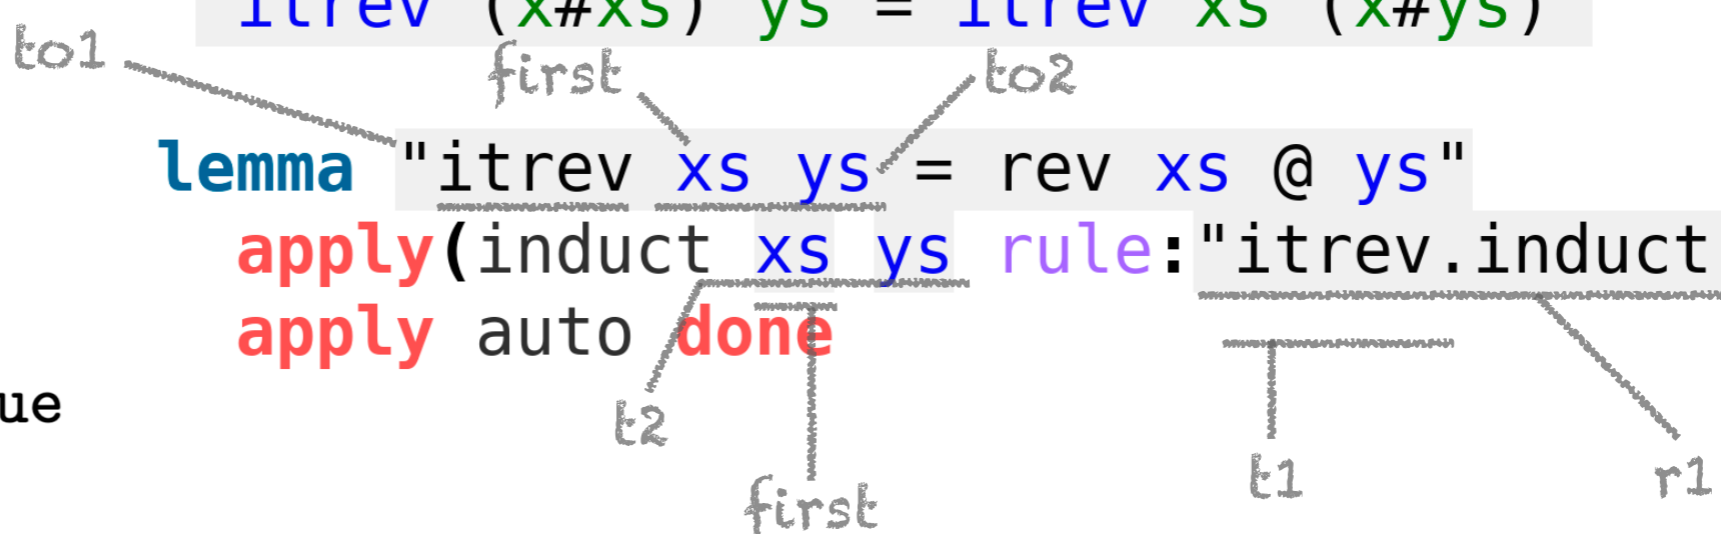 itrev (x#xs) ys = itrev xs (x#ys)
to1 first to2
lemma "itrev xs ys = rev xs @ ys"
apply(induct xs ys rule:"itrev.induct
apply auto done
ue
t2
t1 r1
first